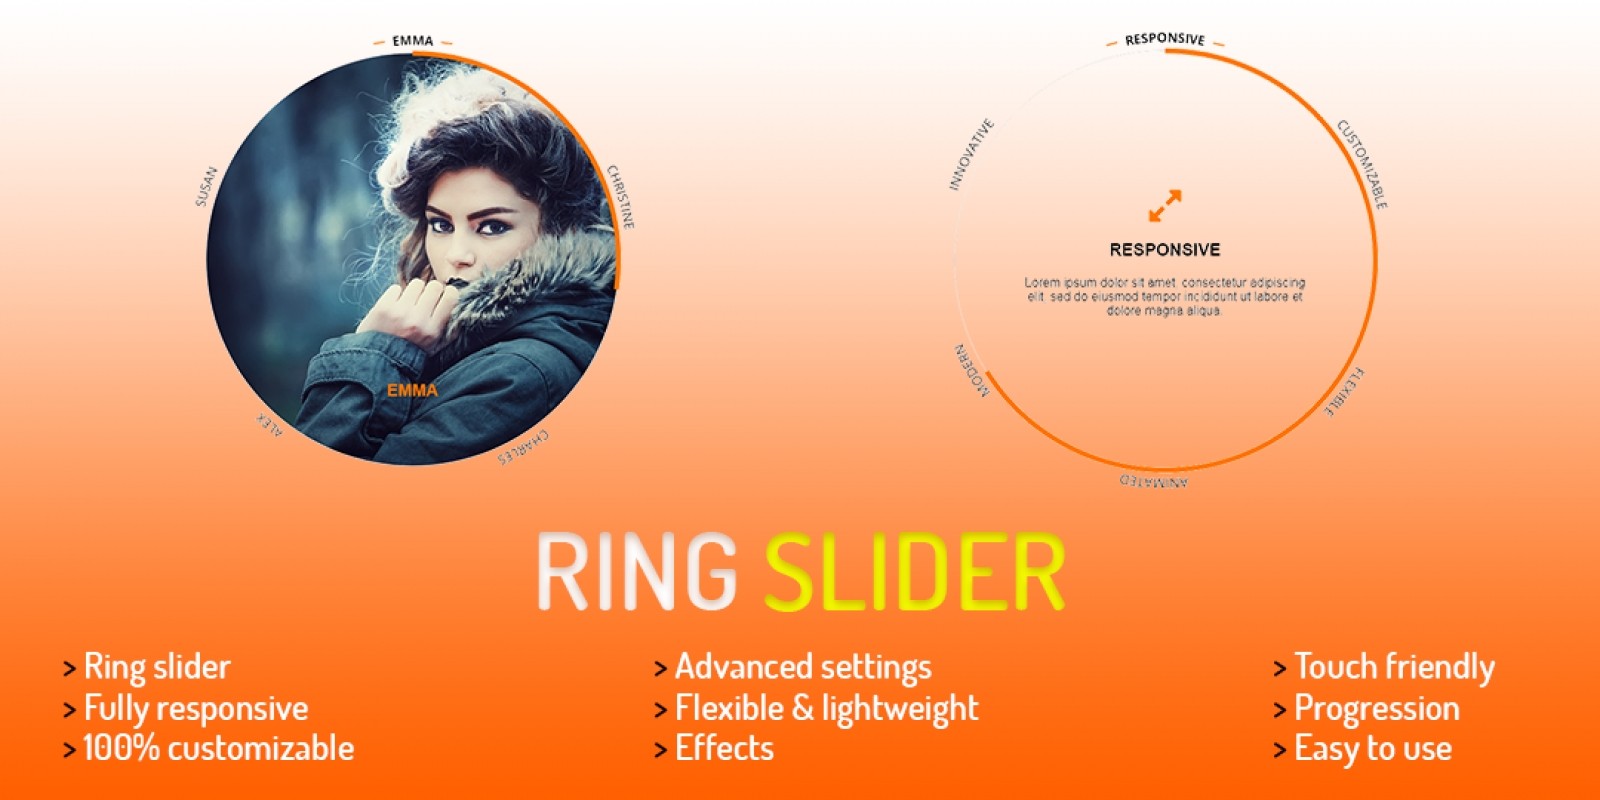 EMMA
CHRISTINE
CHARLES
ALEX
SUSAN
EMMA
RESPONSIVE
CUSTOMIZABLE
FLEXIBLE
ANIMATED
MODERN
INNOVATIVE
RESPONSIVE
Lorem ipsum dolor sit amet, consectetur adipiscing
elit, sed do eiusmod tempor incididunt ut labore et
dolore magna aliqua.
RING SLIDER
> Ring slider
> Fully responsive
> 100% customizable
> Advanced settings
> Flexible & lightweight
> Effects
> Touch friendly
> Progression
> Easy to use